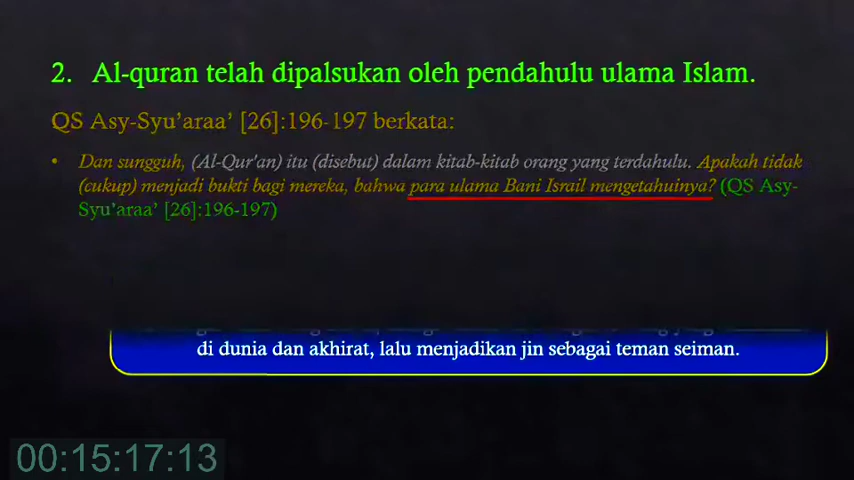 2. Al-quran telah dipalsukan oleh pendahulu ulama Islam.
QS Asy-Syu'araa' [26]:196-197 berkata:
• Dan sungguh, (Al-Qur'an) itu (disebut) dalam kitab-kitab orang yang terdahulu. Apakah tidak
(cukup) menjadi bukti bagi mereka, bahwa para ulama Bani Israil mengetahuinya? (QS Asy-
Syu'araa' [26]:196-197)
di dunia dan akhirat, lalu menjadikan jin sebagai teman seiman.
00:15:17:13